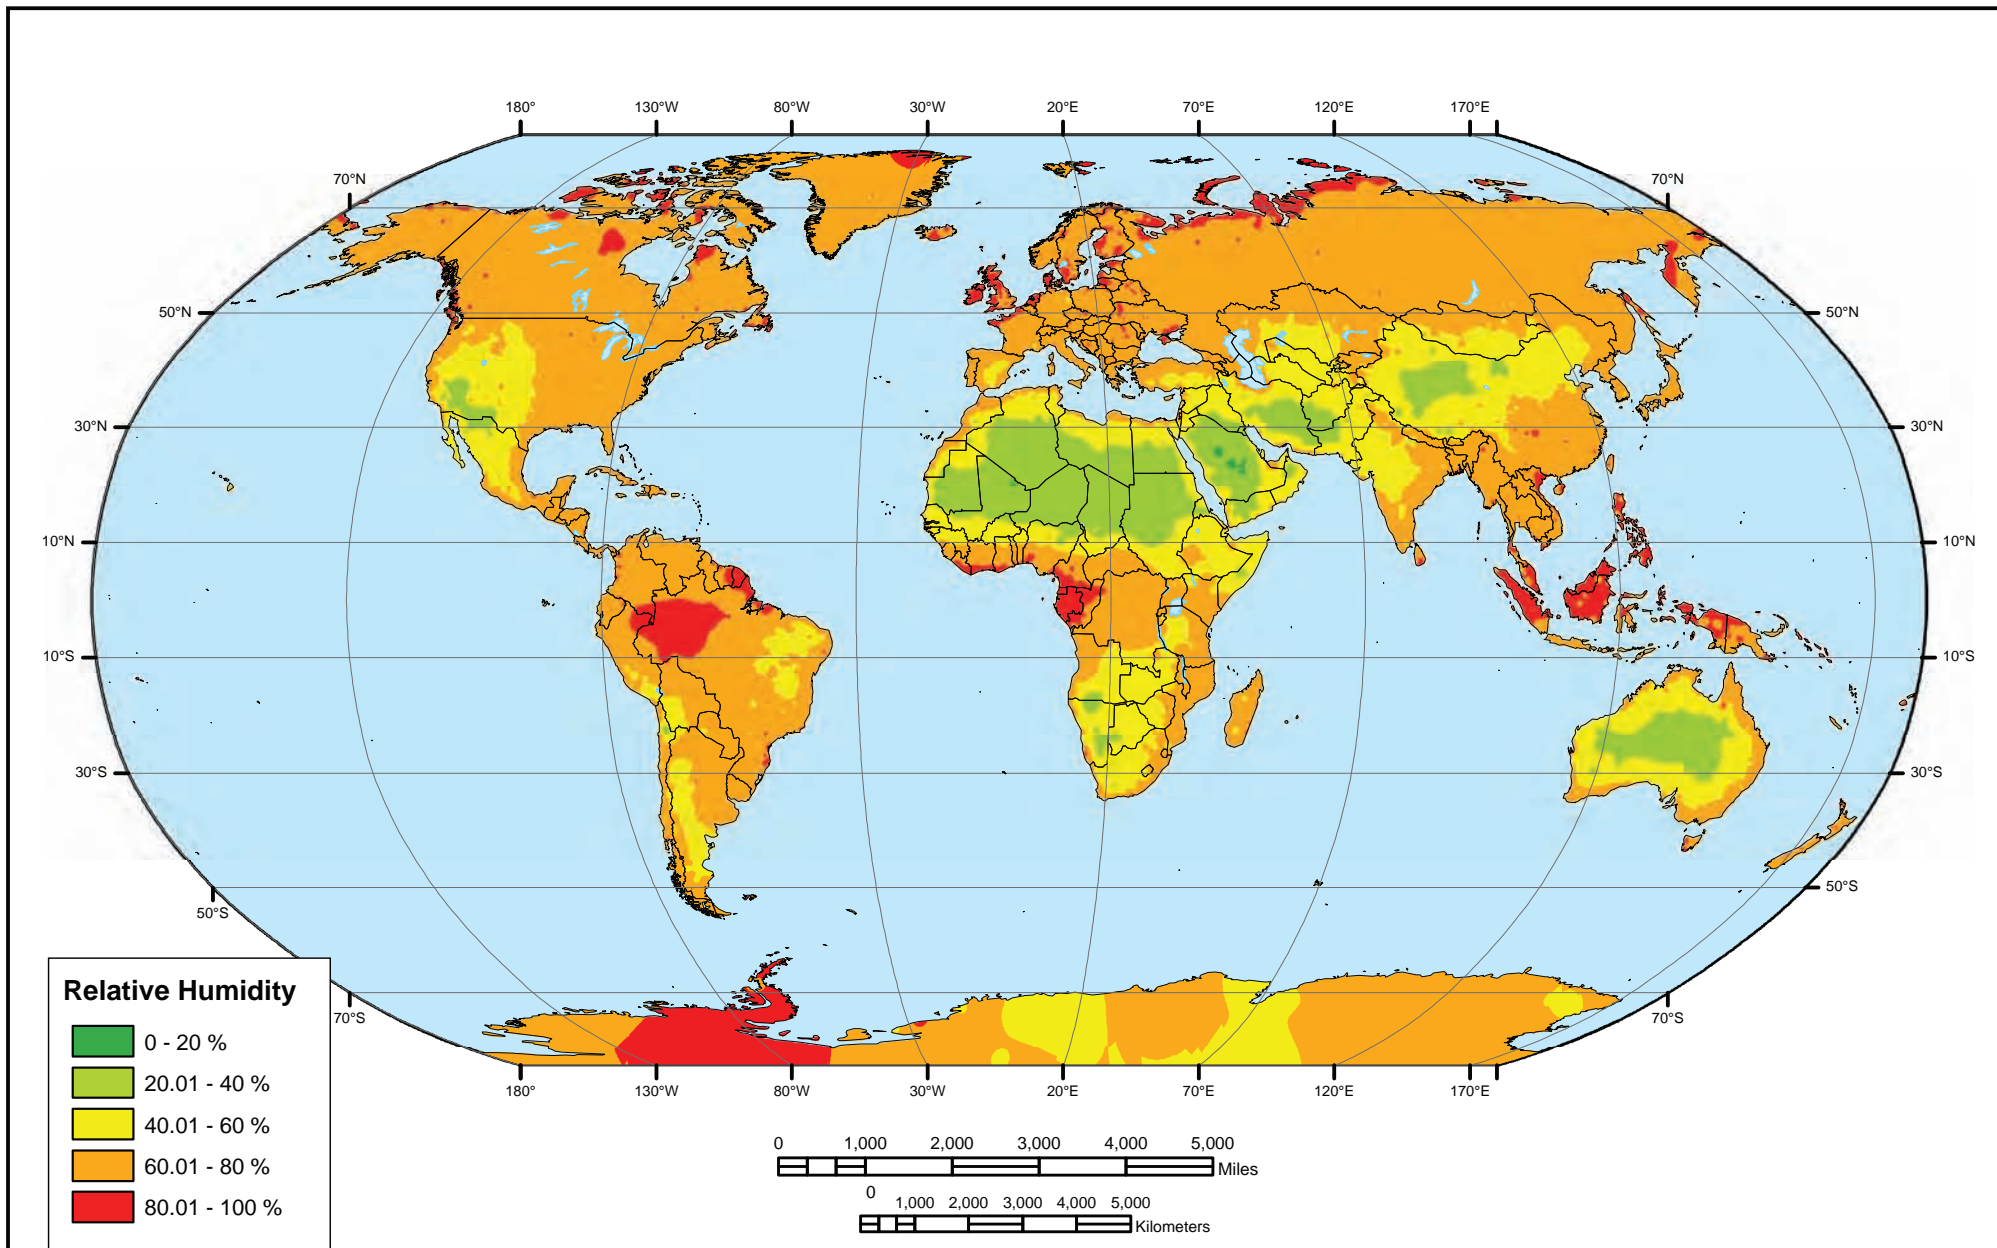 180° 130°W 80°W 30°W 20°E 70°E 120°E 170°E
70°N 70°N
50°N 50°N
30°N 30°N
10°N 10°N
10°S 10°S
30°S 30°S
50°S 50°S
70°S 70°S
180° 130°W 80°W 30°W 20°E 70°E 120°E 170°E
Relative Humidity
0 - 20 %
20.01 - 40 %
40.01 - 60 %
60.01 - 80 %
80.01 - 100 %
0 1,000 2,000 3,000 4,000 5,000
Miles
0 1,000 2,000 3,000 4,000 5,000
Kilometers